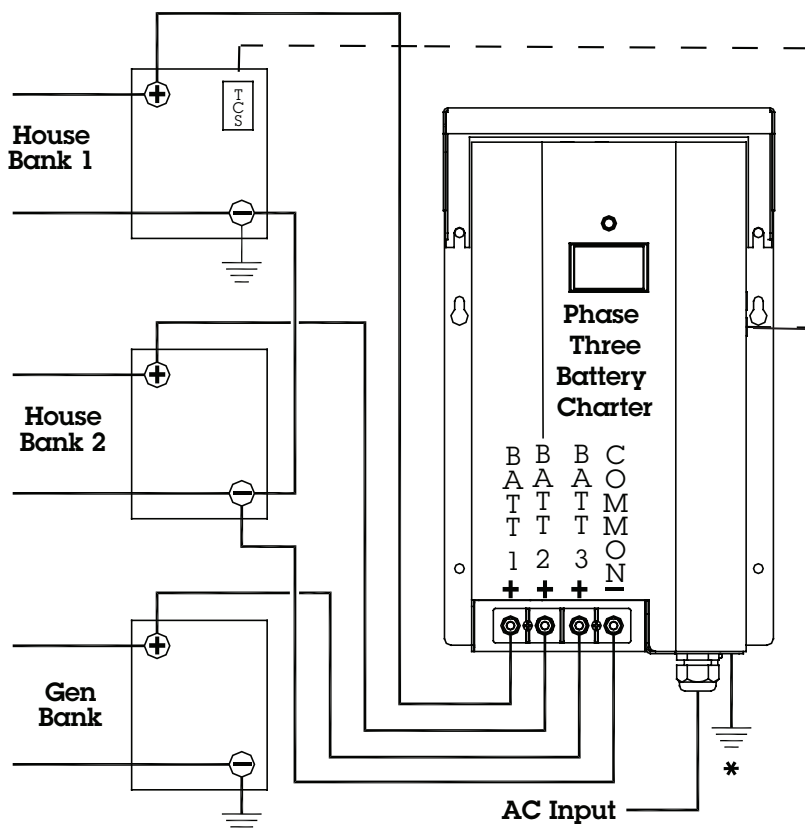 TCS
House
Bank 1
Phase
Three
Battery
Charter
House
Bank 2
BATT 1 +
BATT 2 +
BATT 3 +
COMMON −
Gen
Bank
*
AC Input